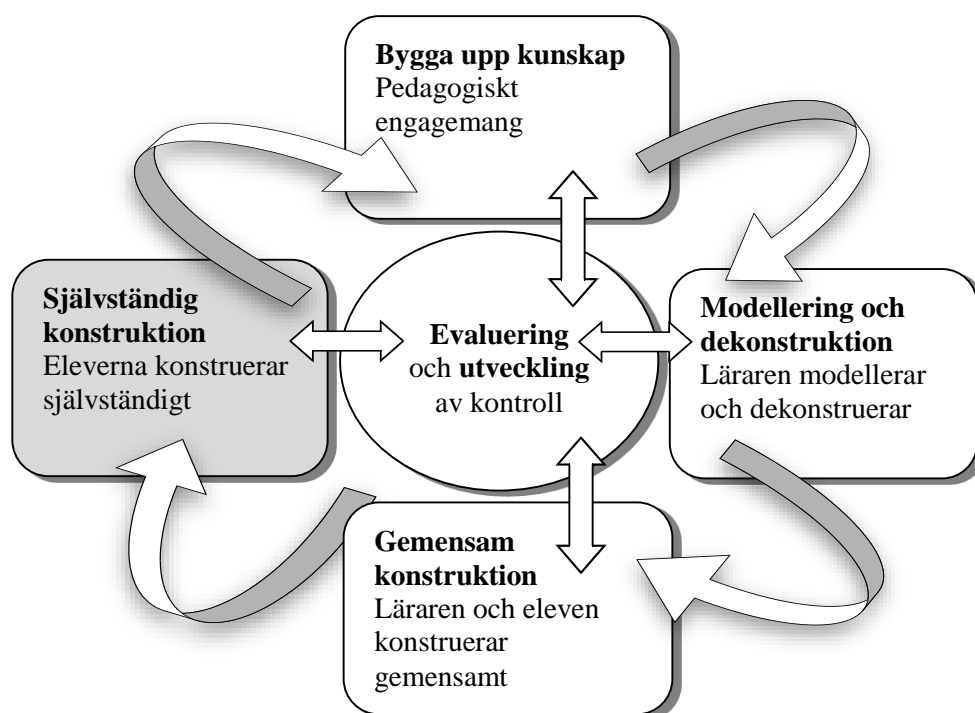 Bygga upp kunskap
Pedagogiskt
engagemang
Självständig
konstruktion
Eleverna konstruerar
självständigt
Evaluering
och utveckling
av kontroll
Modellering och
dekonstruktion
Läraren modellerar
och dekonstruerar
Gemensam
konstruktion
Läraren och eleven
konstruerar
gemensamt